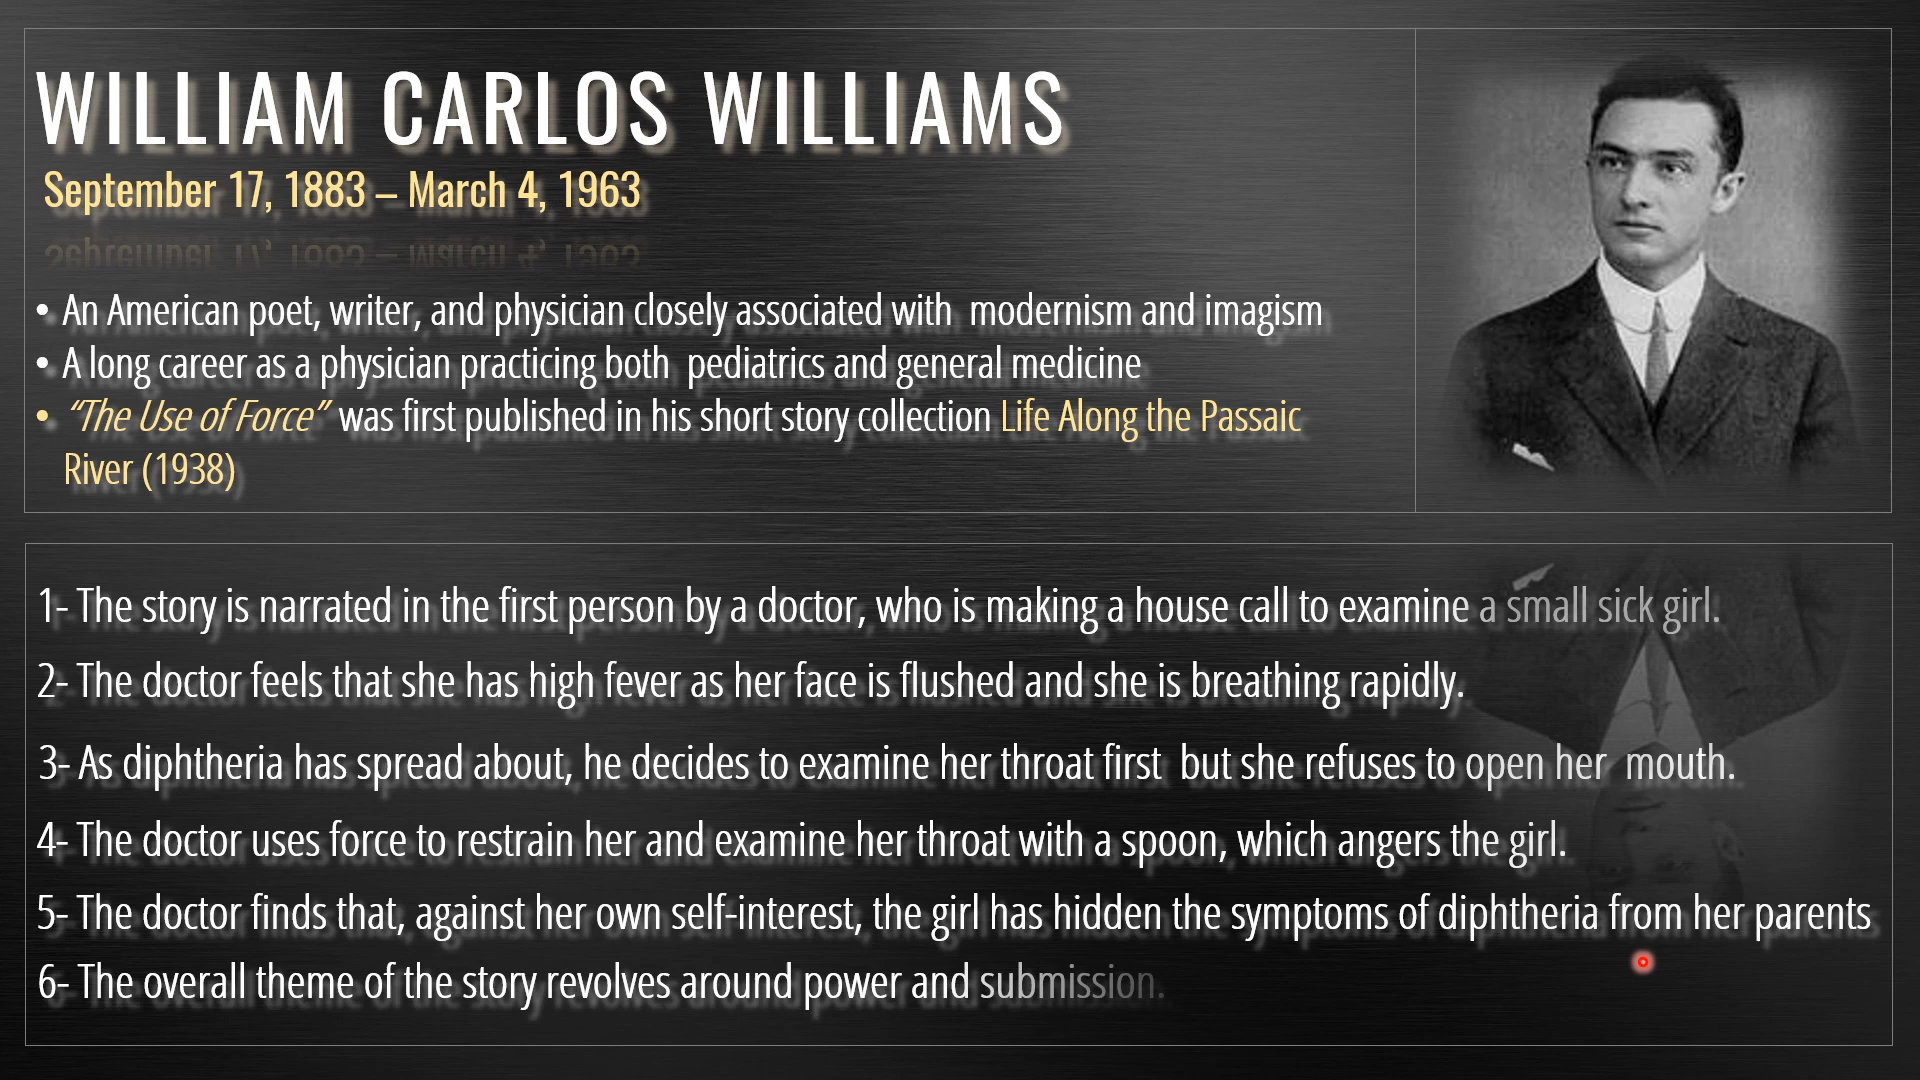 WILLIAM CARLOS WILLIAMS
September 17, 1883 – March 4, 1963
• An American poet, writer, and physician closely associated with modernism and imagism
• A long career as a physician practicing both pediatrics and general medicine
• “The Use of Force” was first published in his short story collection Life Along the Passaic
River (1938)
1- The story is narrated in the first person by a doctor, who is making a house call to examine a small sick girl.
2- The doctor feels that she has high fever as her face is flushed and she is breathing rapidly.
3- As diphtheria has spread about, he decides to examine her throat first but she refuses to open her mouth.
4- The doctor uses force to restrain her and examine her throat with a spoon, which angers the girl.
5- The doctor finds that, against her own self-interest, the girl has hidden the symptoms of diphtheria from her parents
6- The overall theme of the story revolves around power and submission.